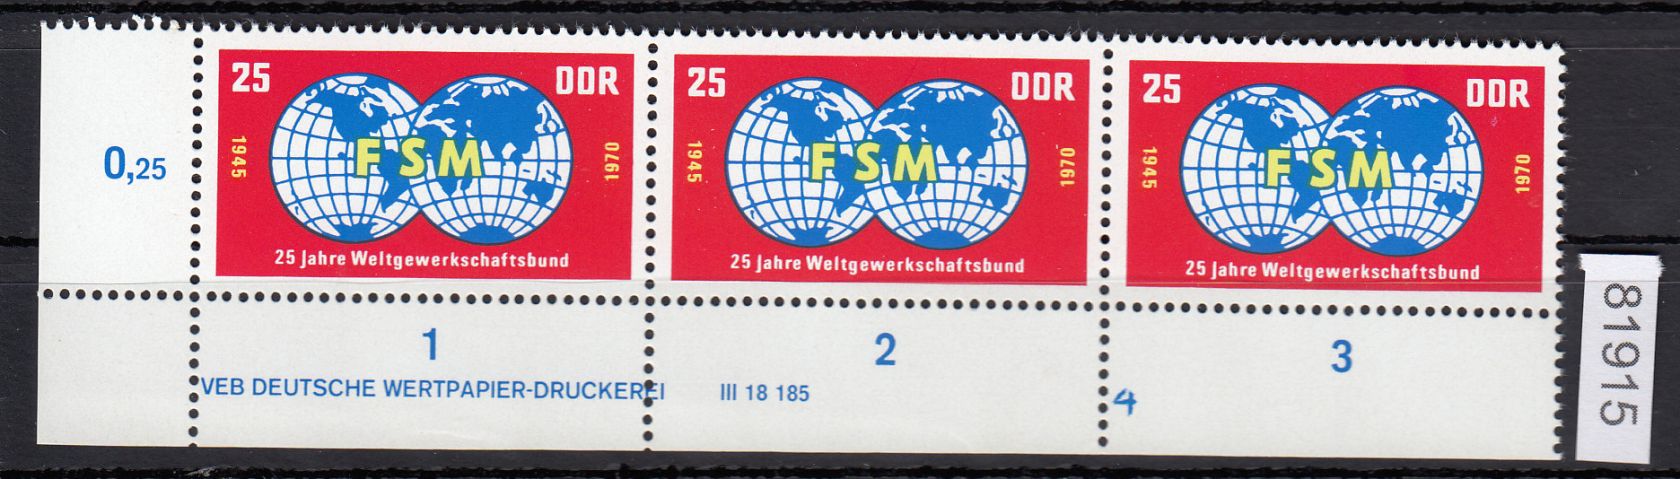 25 DDR
1945 FSM 1970
25 Jahre Weltgewerkschaftsbund
25 DDR
1945 FSM 1970
25 Jahre Weltgewerkschaftsbund
25 DDR
1945 FSM 1970
25 Jahre Weltgewerkschaftsbund
0,25
1 2 3
VEB DEUTSCHE WERTPAPIER-DRUCKEREI III 18 185 4
81915